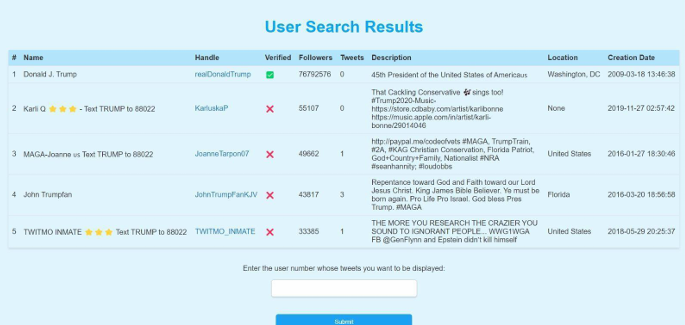 User Search Results
# Name Handle Verified Followers Tweets Description Location Creation Date
1 Donald J. Trump realDonaldTrump ✅ 76792576 0 45th President of the United States of America🇺🇸 Washington, DC 2009-03-18 13:46:38
2 Karli Q ⭐⭐⭐ - Text TRUMP to 88022 KarluskaP ❌ 55107 0 That Cackling Conservative 🎶 sings too!
#Trump2020-Music-
https://store.cdbaby.com/artist/karlibonne
https://music.apple.com/in/artist/karli-
bonne/29014046 None 2019-11-27 02:57:42
3 MAGA-Joanne us Text TRUMP to 88022 JoanneTarpon07 ❌ 49662 1 http://paypal.me/codeofvets #MAGA, TrumpTrain,
#2A, #KAG Christian Conservation, Florida Patriot,
God+Country+Family, Nationalist #NRA
#seanhannity; #loudobbs United States 2016-01-27 18:30:46
4 John Trumpfan JohnTrumpFanKJV ❌ 43817 3 Repentance toward God and Faith toward our Lord
Jesus Christ. King James Bible Believer. Ye must be
born again. Pro Life Pro Israel. God bless Pres
Trump. #MAGA Florida 2016-03-20 18:56:58
5 TWITMO INMATE ⭐⭐⭐ Text TRUMP to 88022 TWITMO_INMATE ❌ 33385 1 THE MORE YOU RESEARCH THE CRAZIER YOU
SOUND TO IGNORANT PEOPLE... WWG1WGA
FB @GenFlynn and Epstein didn't kill himself United States 2018-05-29 20:25:37
Enter the user number whose tweets you want to be displayed:
Submit